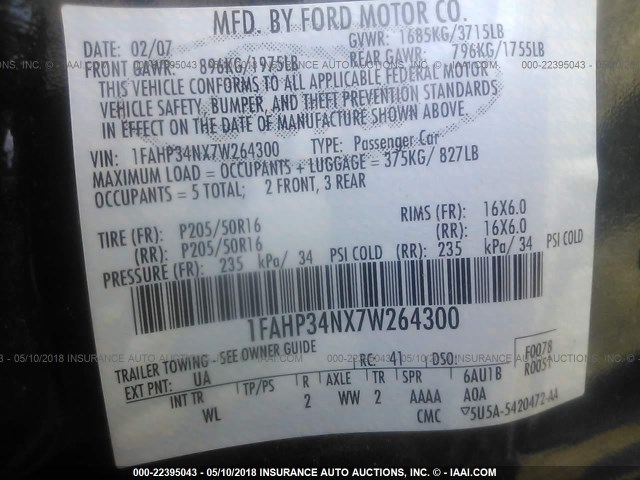 MFD. BY FORD MOTOR CO.
DATE: 02/07 GVWR: 1685KG/3715LB
FRONT GAWR: 896KG/1975LB REAR GAWR: 796KG/1755LB
THIS VEHICLE CONFORMS TO ALL APPLICABLE FEDERAL MOTOR
VEHICLE SAFETY, BUMPER, AND THEFT PREVENTION STANDARDS
IN EFFECT ON THE DATE OF MANUFACTURE SHOWN ABOVE.
VIN: 1FAHP34NX7W264300 TYPE: Passenger Car
MAXIMUM LOAD = OCCUPANTS + LUGGAGE = 375KG/ 827LB
OCCUPANTS = 5 TOTAL; 2 FRONT, 3 REAR
TIRE (FR): P205/50R16 RIMS (FR): 16X6.0
(RR): P205/50R16 (RR): 16X6.0
PRESSURE (FR): 235 kPa/ 34 PSI COLD (RR): 235 kPa/ 34 PSI COLD
1FAHP34NX7W264300
TRAILER TOWING - SEE OWNER GUIDE RC: 41 DSO: F0078
EXT PNT: UA 6AU1B
INT TR TP/PS R AXLE TR SPR A0A
WL 2 WW 2 AAAA CMC ▽5U5A-5420472-AA
000-22395043 - 05/10/2018 INSURANCE AUTO AUCTIONS, INC. - IAAI.COM